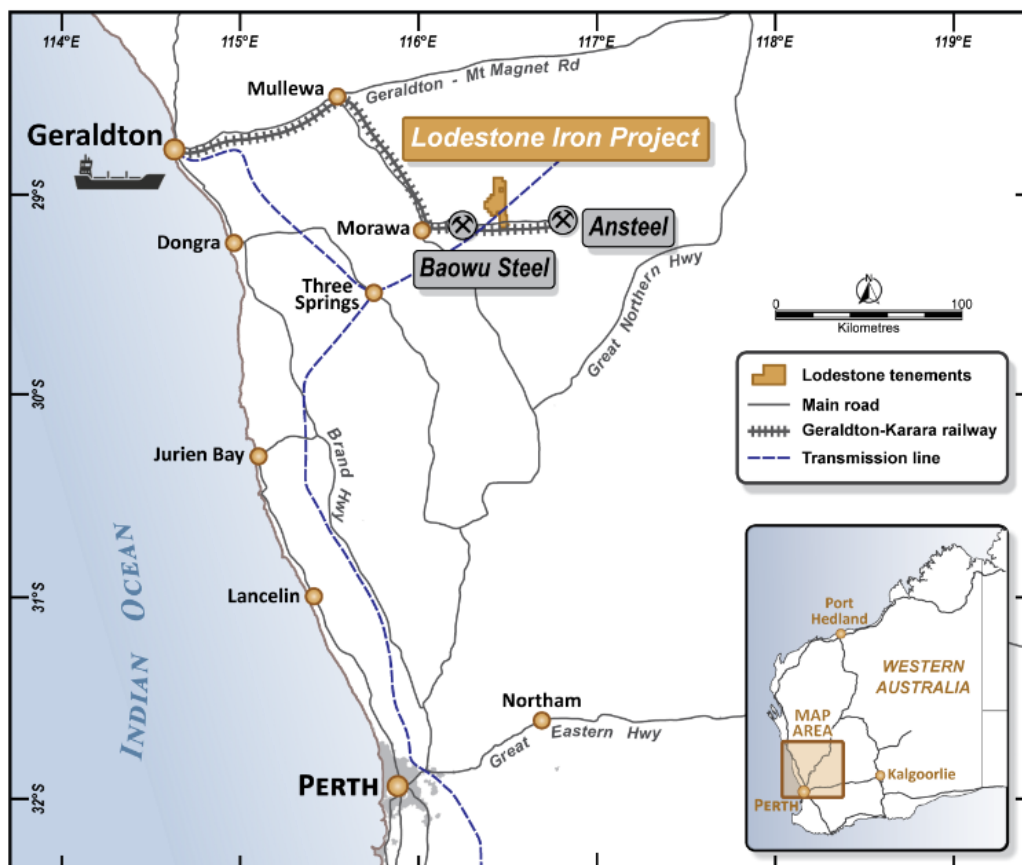 114°E
115°E
116°E
117°E
118°E
119°E
Mullewa
Geraldton - Mt Magnet Rd
Geraldton
Lodestone Iron Project
29°S
Morawa
Ansteel
Dongra
Baowu Steel
Three
Springs
Great Northern Hwy
N
0
100
Kilometres
Lodestone tenements
Main road
Geraldton-Karara railway
Transmission line
30°S
Jurien Bay
Brand Hwy
INDIAN OCEAN
31°S
Lancelin
Northam
Great Eastern Hwy
PERTH
32°S
Port
Hedland
WESTERN
AUSTRALIA
MAP
AREA
Kalgoorlie
PERTH